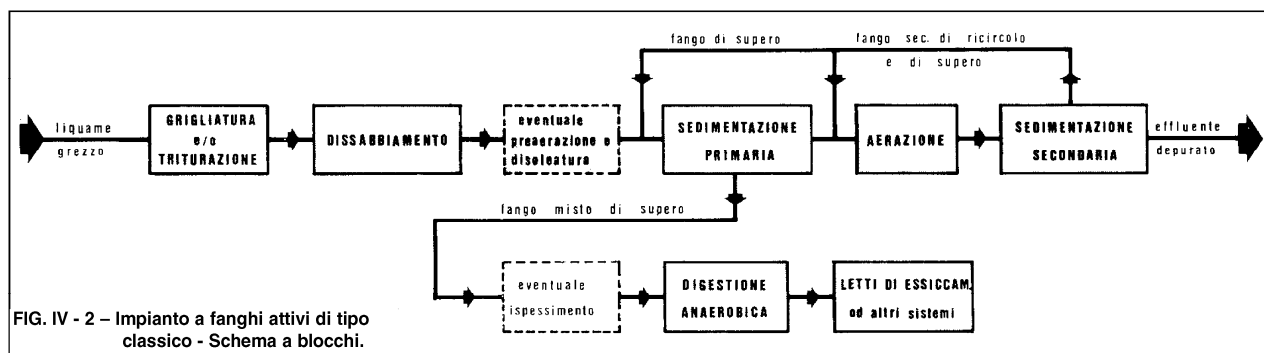 fango di supero
fango sec. di ricircolo
e di supero
liquame
grezzo
GRIGLIATURA
e/o
TRITURAZIONE
DISSABBIAMENTO
eventuale
preaerazione e
disoleatura
SEDIMENTAZIONE
PRIMARIA
AERAZIONE
SEDIMENTAZIONE
SECONDARIA
effluente
depurato
fango misto di supero
eventuale
ispessimento
DIGESTIONE
ANAEROBICA
LETTI DI ESSICCAM.
od altri sistemi
FIG. IV - 2 – Impianto a fanghi attivi di tipo
classico - Schema a blocchi.